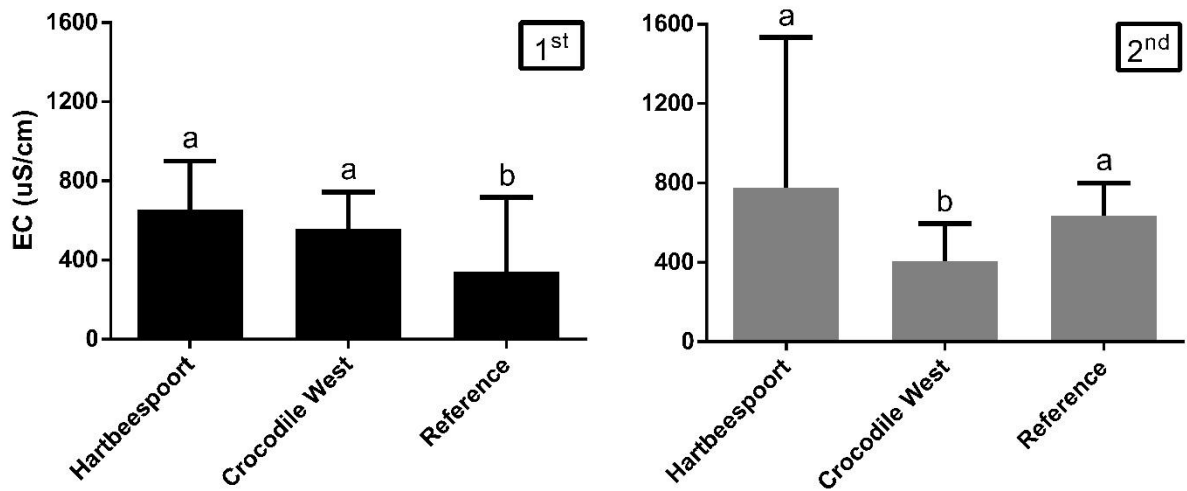 1600
1200
800
400
0
EC (uS/cm)
1st
a
a
b
Hartbeespoort
Crocodile West
Reference
1600
1200
800
400
0
2nd
a
b
a
Hartbeespoort
Crocodile West
Reference